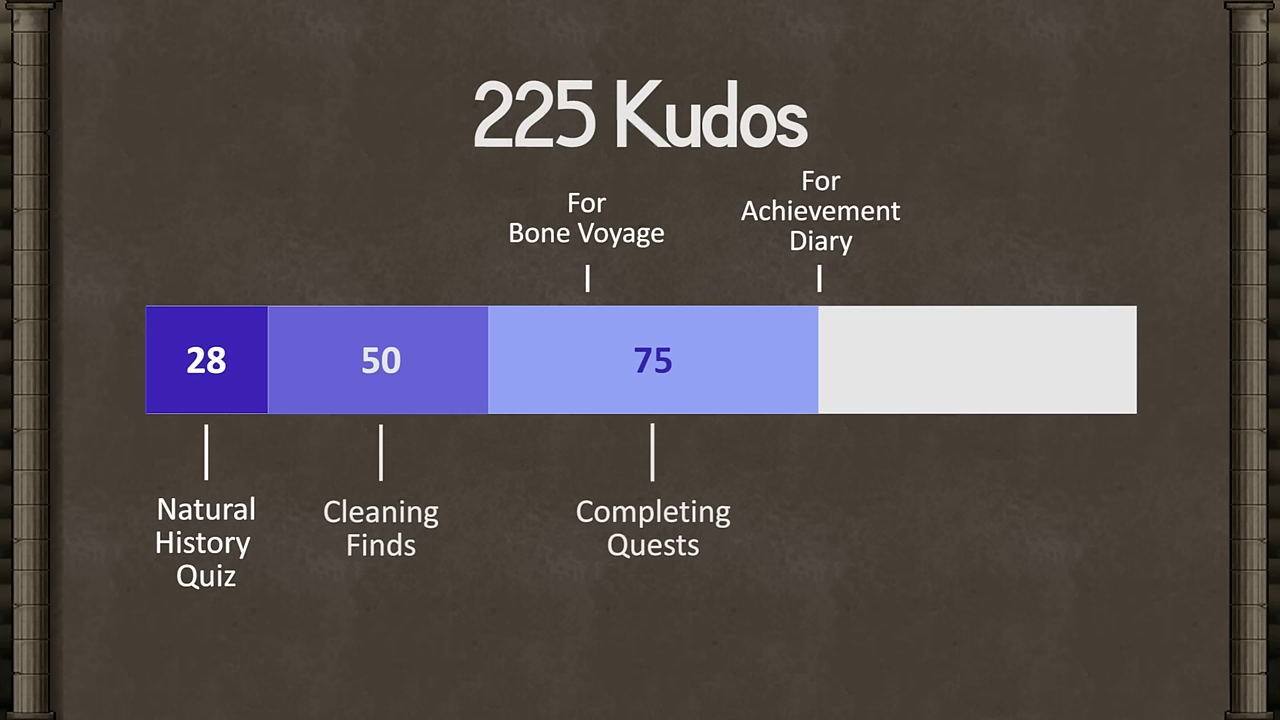 225 Kudos
For
Bone Voyage
For
Achievement
Diary
28
50
75
Natural
History
Quiz
Cleaning
Finds
Completing
Quests